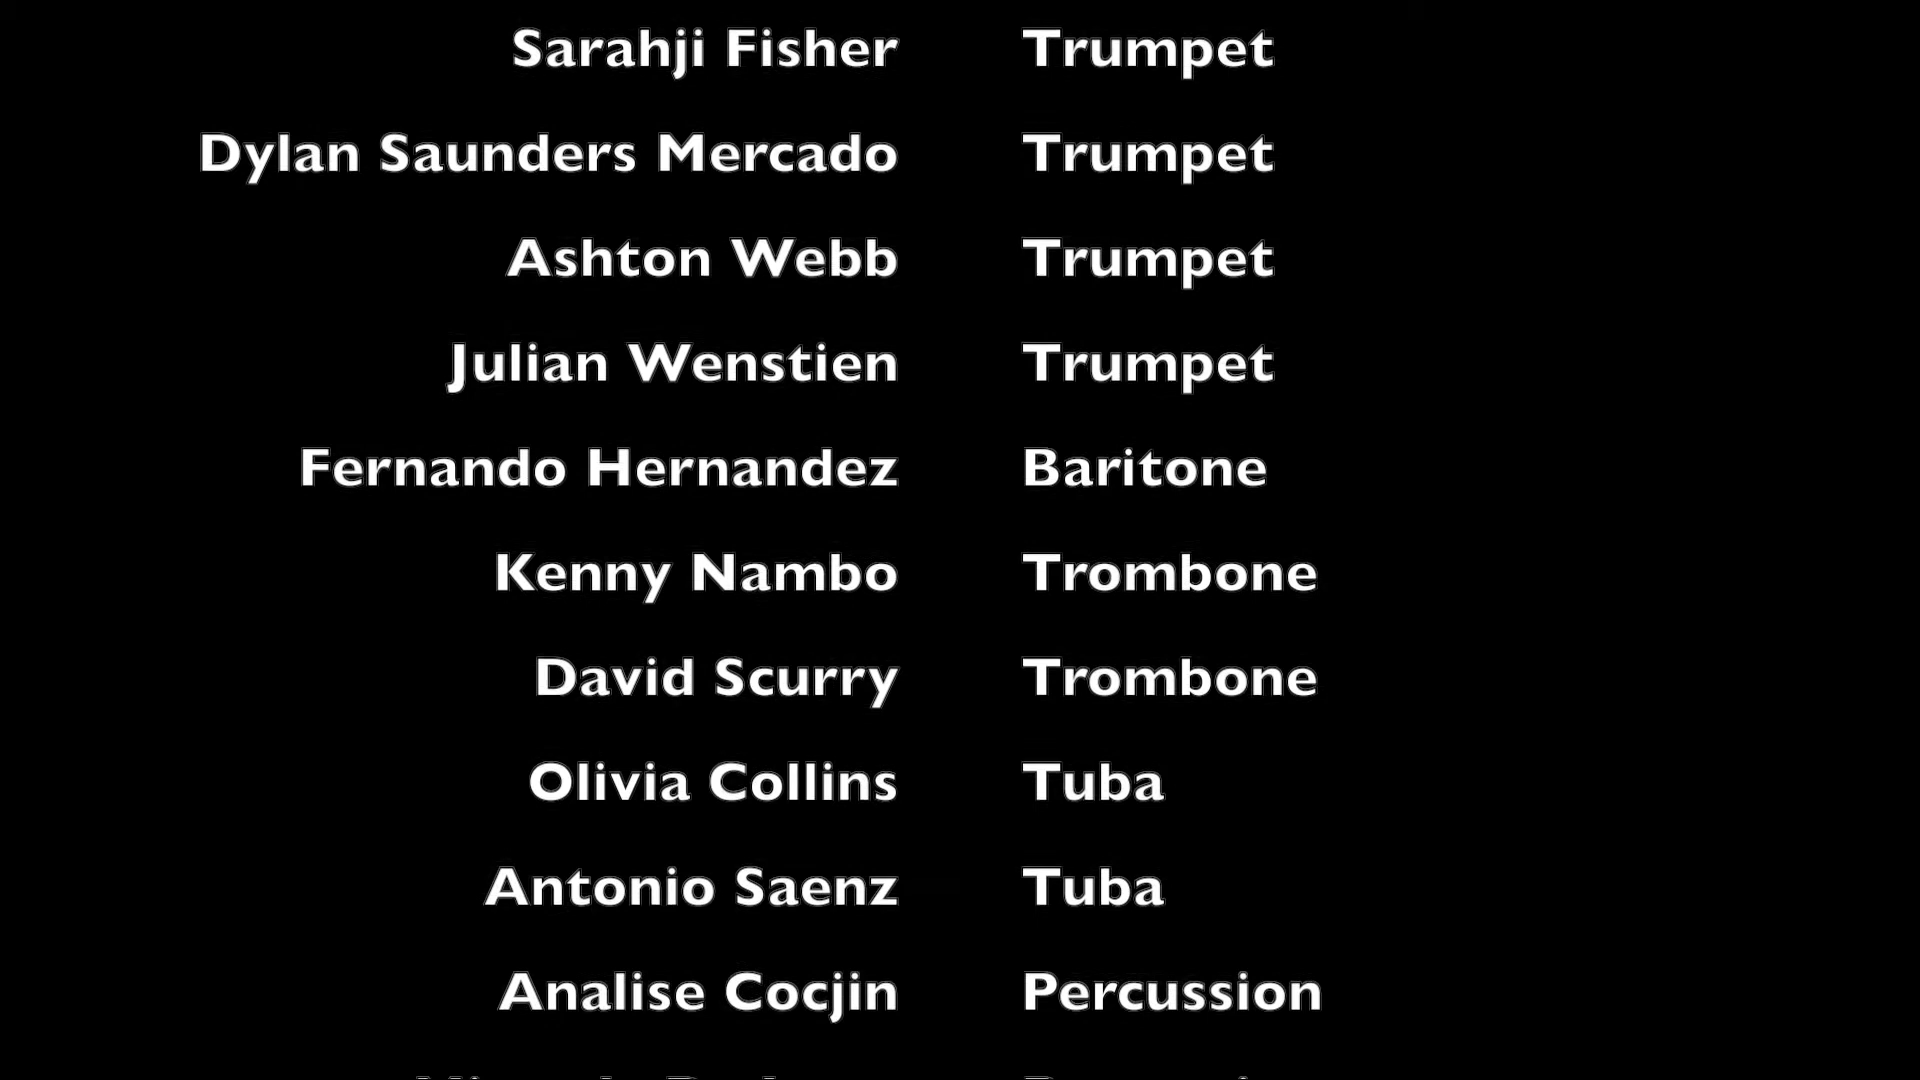 Sarahji Fisher Trumpet
Dylan Saunders Mercado Trumpet
Ashton Webb Trumpet
Julian Wenstien Trumpet
Fernando Hernandez Baritone
Kenny Nambo Trombone
David Scurry Trombone
Olivia Collins Tuba
Antonio Saenz Tuba
Analise Cocjin Percussion